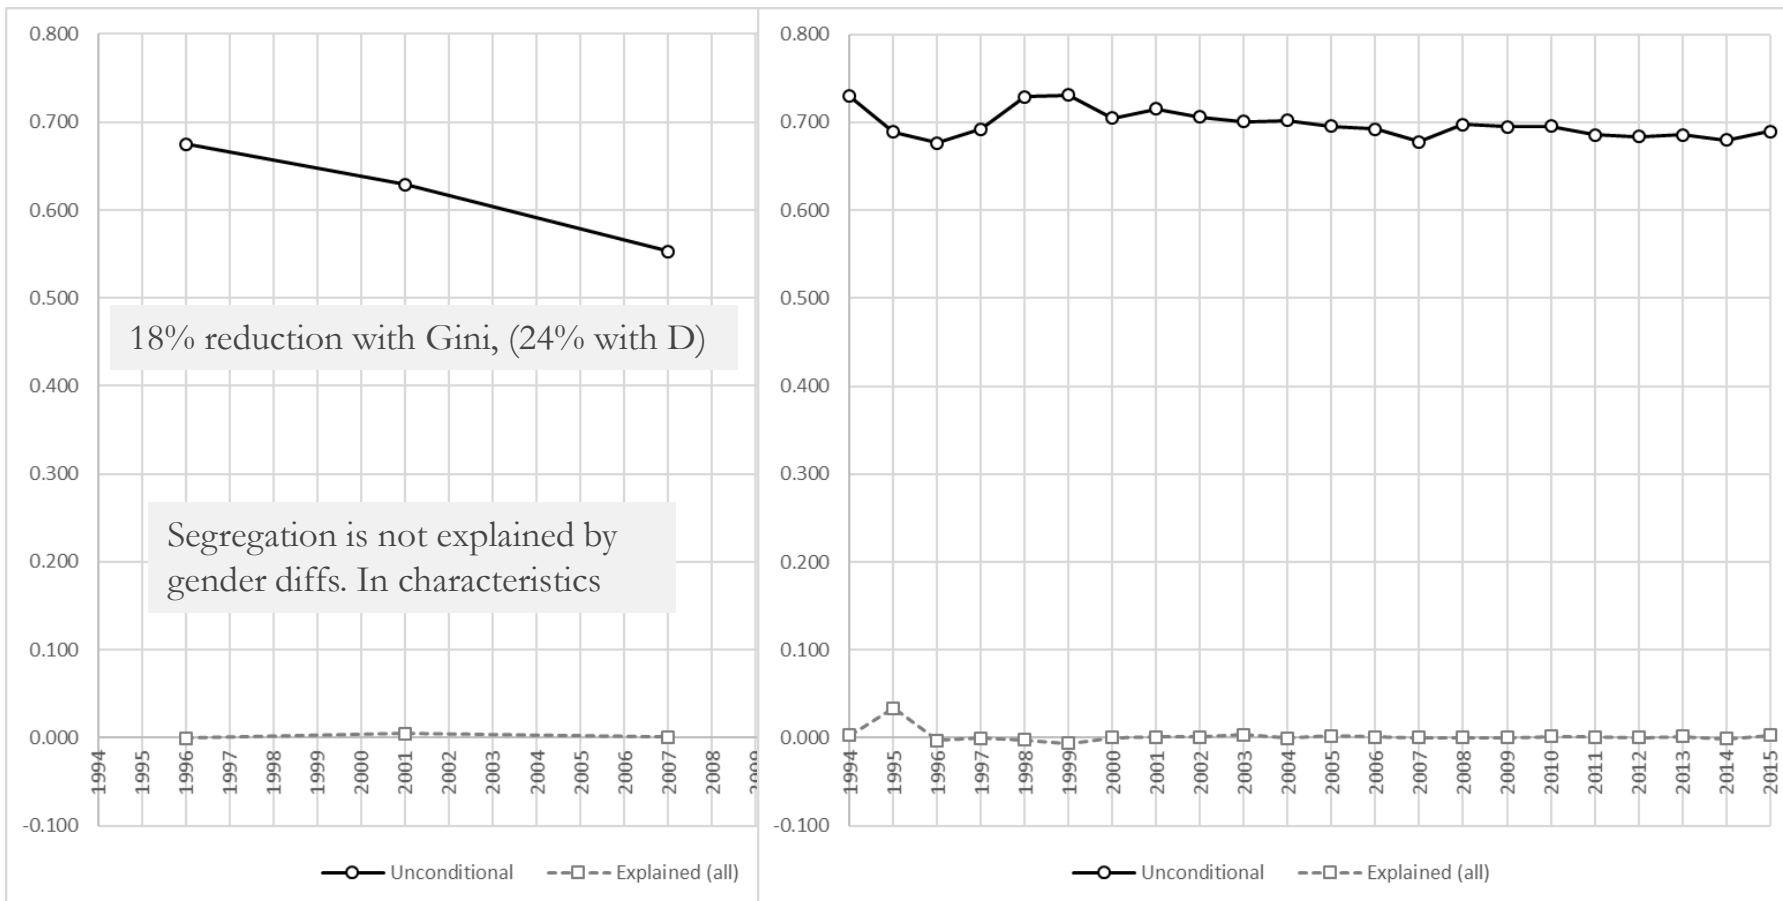 0.800
0.700
0.600
0.500
18% reduction with Gini, (24% with D)
0.400
0.300
Segregation is not explained by
gender diffs. In characteristics
0.200
0.100
0.000
-0.100
1994 1995 1996 1997 1998 1999 2000 2001 2002 2003 2004 2005 2006 2007 2008
Unconditional Explained (all)
0.800
0.700
0.600
0.500
0.400
0.300
0.200
0.100
0.000
-0.100
1994 1995 1996 1997 1998 1999 2000 2001 2002 2003 2004 2005 2006 2007 2008 2009 2010 2011 2012 2013 2014 2015
Unconditional Explained (all)